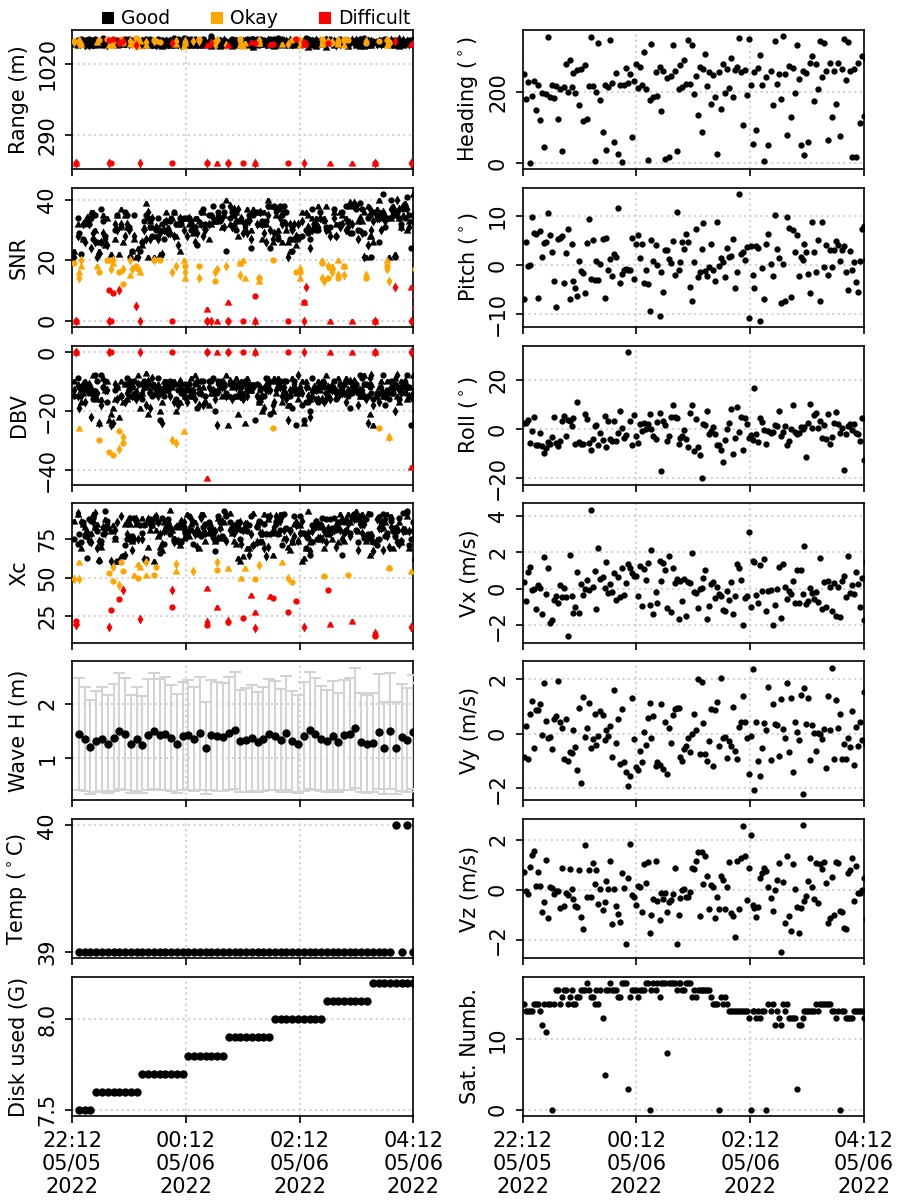 Good Okay Difficult
Range (m)
1020
290
Heading (°)
200
0
SNR
40
20
0
Pitch (°)
10
0
−10
DBV
0
−20
−40
Roll (°)
20
0
−20
Xc
75
50
25
Vx (m/s)
4
2
0
−2
Wave H (m)
2
1
Vy (m/s)
2
0
−2
Temp (°C)
40
39
Vz (m/s)
2
0
−2
Disk used (G)
8.0
7.5
Sat. Numb.
10
0
22:12 00:12 02:12 04:12 22:12 00:12 02:12 04:12
05/05 05/06 05/06 05/06 05/05 05/06 05/06 05/06
2022 2022 2022 2022 2022 2022 2022 2022